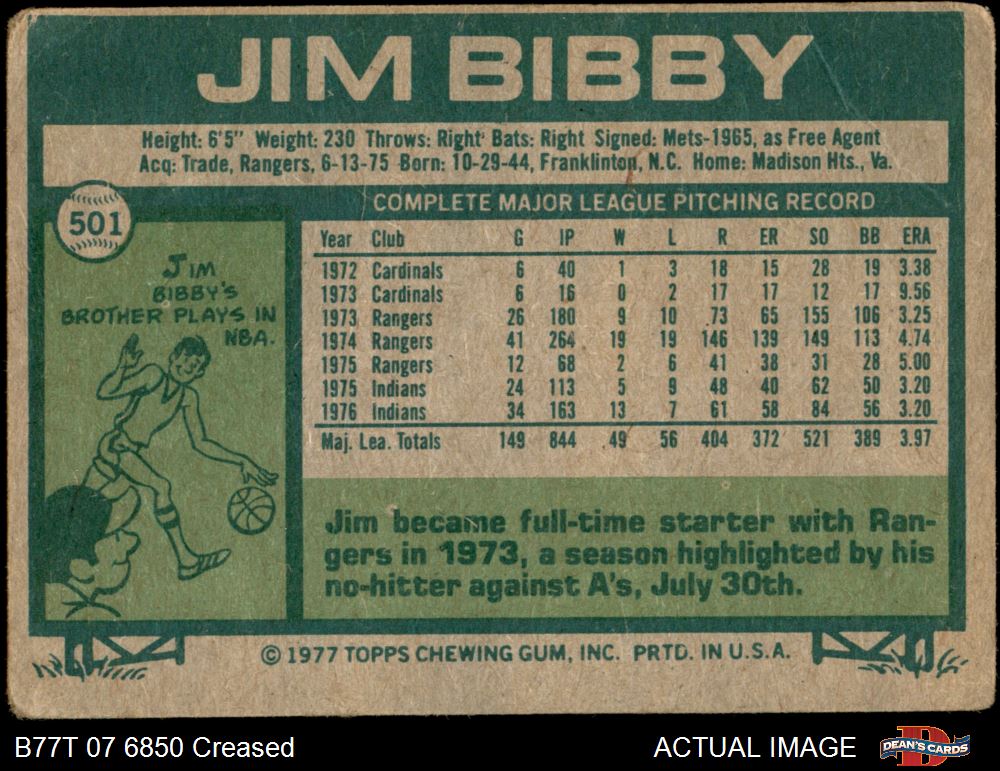 JIM BIBBY
Height: 6'5" Weight: 230 Throws: Right Bats: Right Signed: Mets-1965, as Free Agent
Acq: Trade, Rangers, 6-13-75 Born: 10-29-44, Franklinton, N.C. Home: Madison Hts., Va.
501
COMPLETE MAJOR LEAGUE PITCHING RECORD
JIM
BIBBY'S
BROTHER PLAYS IN
NBA.
Year Club G IP W L R ER SO BB ERA
1972 Cardinals 6 40 1 3 18 15 28 19 3.38
1973 Cardinals 6 16 0 2 17 17 12 17 9.56
1973 Rangers 26 180 9 10 73 65 155 106 3.25
1974 Rangers 41 264 19 19 146 139 149 113 4.74
1975 Rangers 12 68 2 6 41 38 31 28 5.00
1975 Indians 24 113 5 9 48 40 62 50 3.20
1976 Indians 34 163 13 7 61 58 84 56 3.20
Maj. Lea. Totals 149 844 49 56 404 372 521 389 3.97
Jim became full-time starter with Ran-
gers in 1973, a season highlighted by his
no-hitter against A's, July 30th.
© 1977 TOPPS CHEWING GUM, INC. PRTD. IN U.S.A.
B77T 07 6850 Creased
ACTUAL IMAGE
DEAN'S CARDS